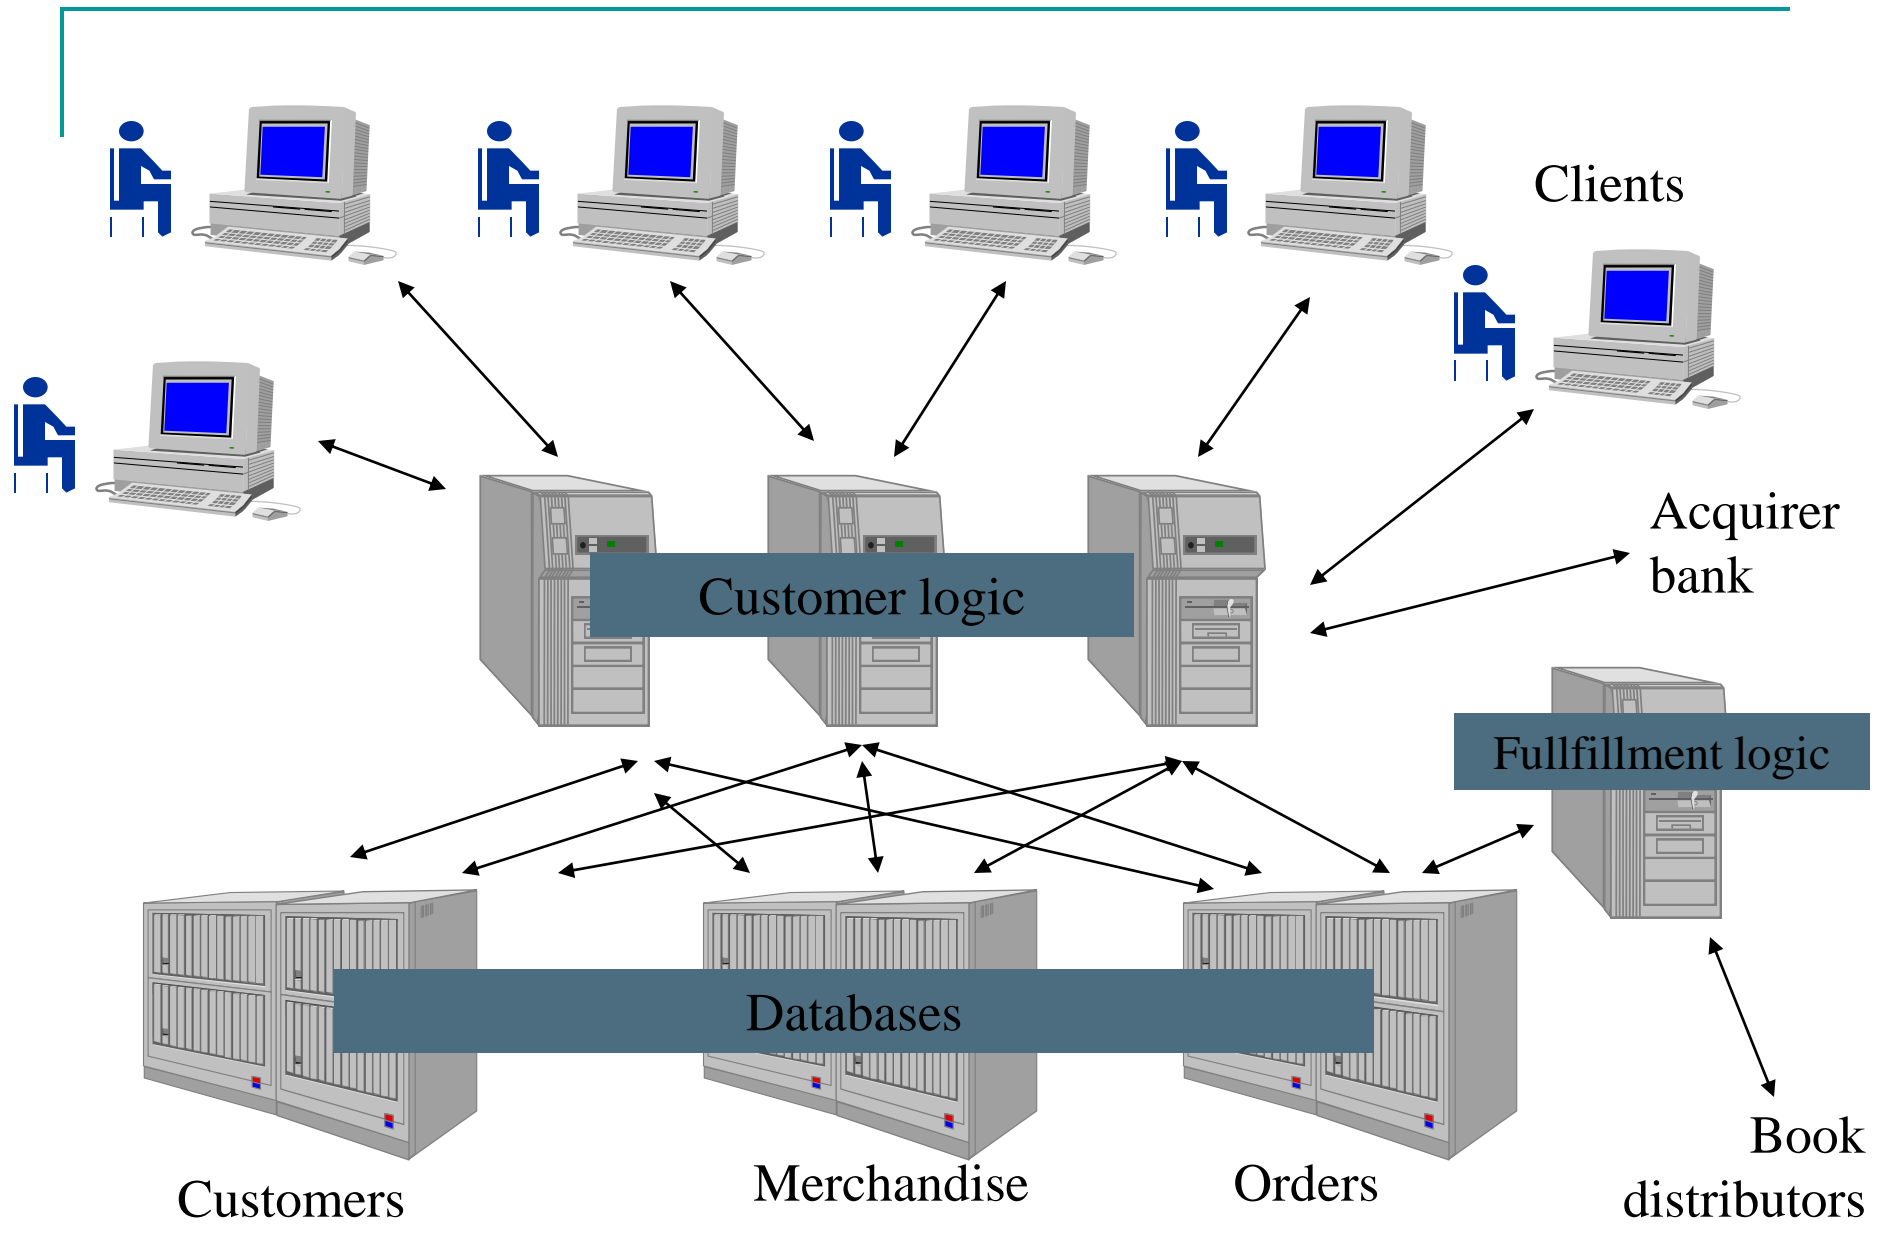 Clients
Acquirer
bank
Customer logic
Fullfillment logic
Databases
Customers
Merchandise
Orders
Book
distributors